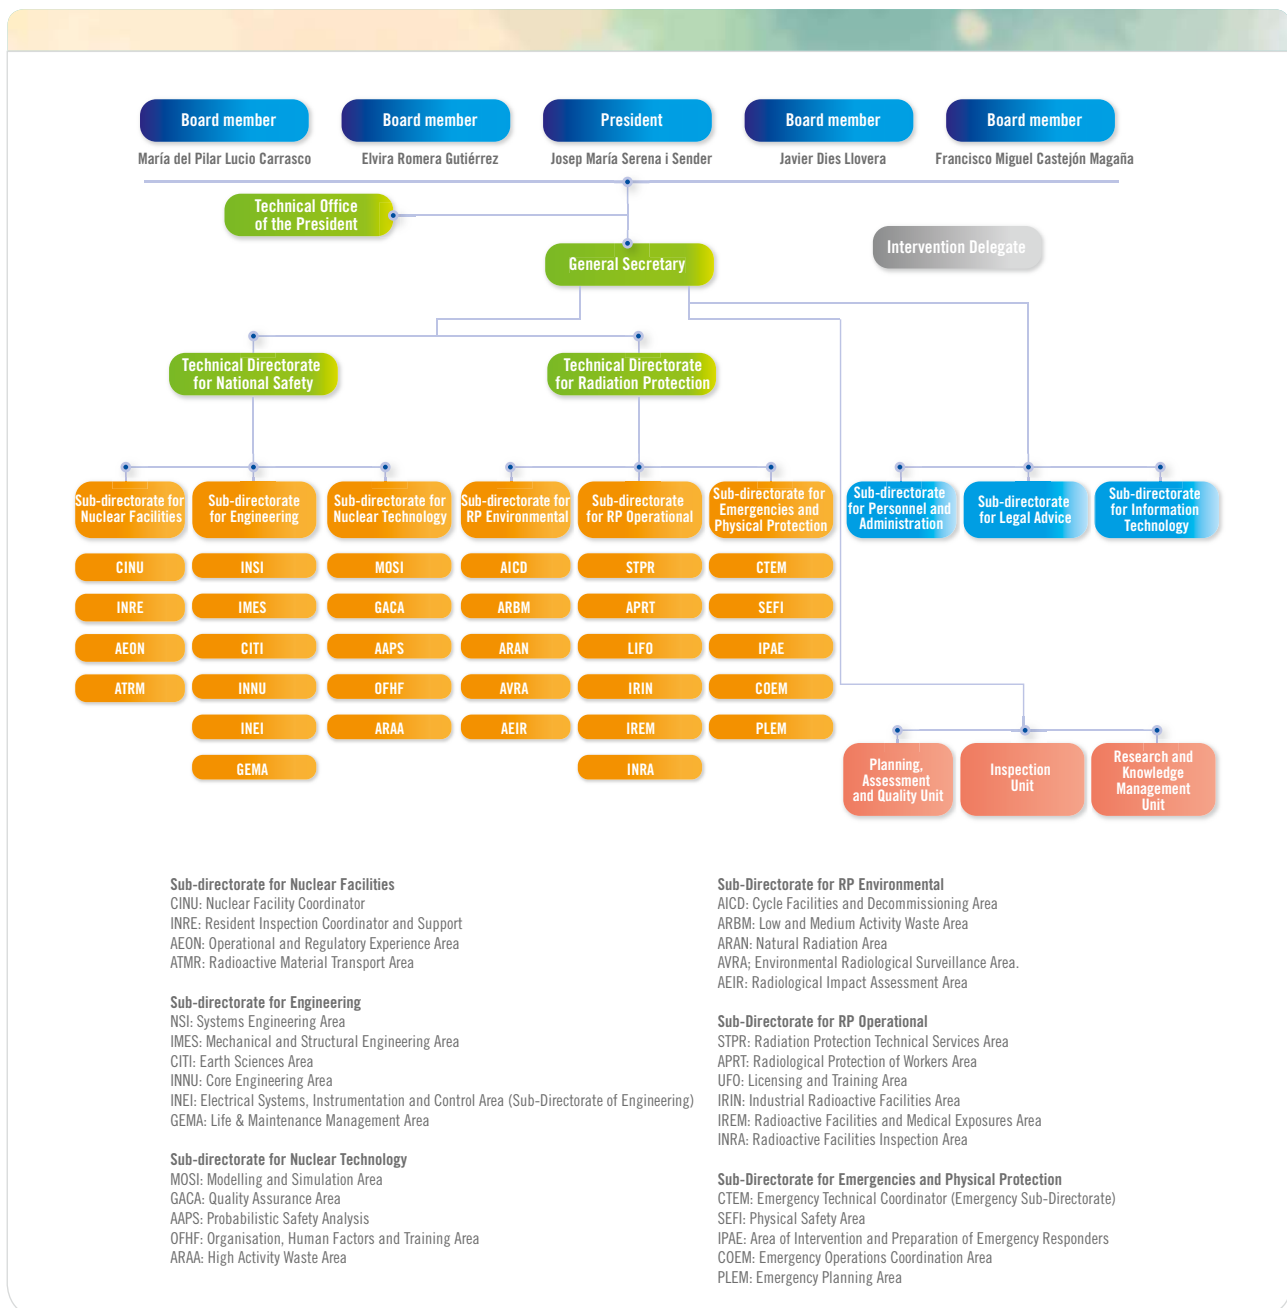 Board member
Board member
President
Board member
Board member
María del Pilar Lucio Carrasco
Elvira Romera Gutiérrez
Josep María Serena i Sender
Javier Dies Llovera
Francisco Miguel Castejón Magaña
Technical Office
of the President
General Secretary
Intervention Delegate
Technical Directorate
for National Safety
Technical Directorate
for Radiation Protection
Sub-directorate for
Nuclear Facilities
Sub-directorate
for Engineering
Sub-directorate for
Nuclear Technology
Sub-directorate for
RP Environmental
Sub-directorate
for RP Operational
Sub-directorate for
Emergencies and
Physical Protection
Sub-directorate
for Personnel and
Administration
Sub-directorate
for Legal Advice
Sub-directorate
for Information
Technology
CINU
INSI
MOSI
AICD
STPR
CTEM
INRE
IMES
GACA
ARBM
APRT
SEFI
AEON
CITI
AAPS
ARAN
LIFO
IPAE
ATRM
INNU
OFHF
AVRA
IRIN
COEM
INEI
ARAA
AEIR
IREM
PLEM
GEMA
INRA
Planning,
Assessment
and Quality Unit
Inspection
Unit
Research and
Knowledge
Management
Unit
Sub-directorate for Nuclear Facilities
CINU: Nuclear Facility Coordinator
INRE: Resident Inspection Coordinator and Support
AEON: Operational and Regulatory Experience Area
ATMR: Radioactive Material Transport Area
Sub-directorate for Engineering
NSI: Systems Engineering Area
IMES: Mechanical and Structural Engineering Area
CITI: Earth Sciences Area
INNU: Core Engineering Area
INEI: Electrical Systems, Instrumentation and Control Area (Sub-Directorate of Engineering)
GEMA: Life & Maintenance Management Area
Sub-directorate for Nuclear Technology
MOSI: Modelling and Simulation Area
GACA: Quality Assurance Area
AAPS: Probabilistic Safety Analysis
OFHF: Organisation, Human Factors and Training Area
ARAA: High Activity Waste Area
Sub-Directorate for RP Environmental
AICD: Cycle Facilities and Decommissioning Area
ARBM: Low and Medium Activity Waste Area
ARAN: Natural Radiation Area
AVRA; Environmental Radiological Surveillance Area.
AEIR: Radiological Impact Assessment Area
Sub-Directorate for RP Operational
STPR: Radiation Protection Technical Services Area
APRT: Radiological Protection of Workers Area
UFO: Licensing and Training Area
IRIN: Industrial Radioactive Facilities Area
IREM: Radioactive Facilities and Medical Exposures Area
INRA: Radioactive Facilities Inspection Area
Sub-Directorate for Emergencies and Physical Protection
CTEM: Emergency Technical Coordinator (Emergency Sub-Directorate)
SEFI: Physical Safety Area
IPAE: Area of Intervention and Preparation of Emergency Responders
COEM: Emergency Operations Coordination Area
PLEM: Emergency Planning Area